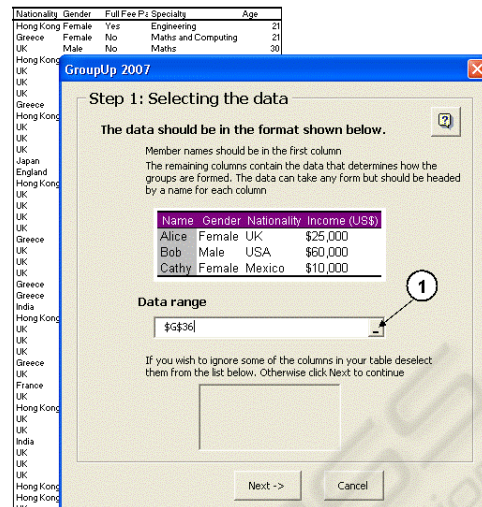 Nationality Gender Full Fee Pa Specialty Age
Hong Kong Female Yes Engineering 21
Greece Female No Maths and Computing 21
UK Male No Maths 30
Hong Kong
UK
UK
UK
Greece
Hong Kong
UK
UK
UK
Japan
England
Hong Kong
UK
UK
UK
UK
Greece
UK
UK
UK
Greece
Greece
India
Hong Kong
UK
UK
UK
Greece
UK
France
UK
Hong Kong
UK
UK
India
UK
UK
UK
Hong Kong
Hong Kong
GroupUp 2007
Step 1: Selecting the data
The data should be in the format shown below.
Member names should be in the first column
The remaining columns contain the data that determines how the
groups are formed. The data can take any form but should be headed
by a name for each column
Name Gender Nationality Income (US$)
Alice Female UK $25,000
Bob Male USA $60,000
Cathy Female Mexico $10,000
1
Data range
$G$36
If you wish to ignore some of the columns in your table deselect
them from the list below. Otherwise click Next to continue
Next -> Cancel